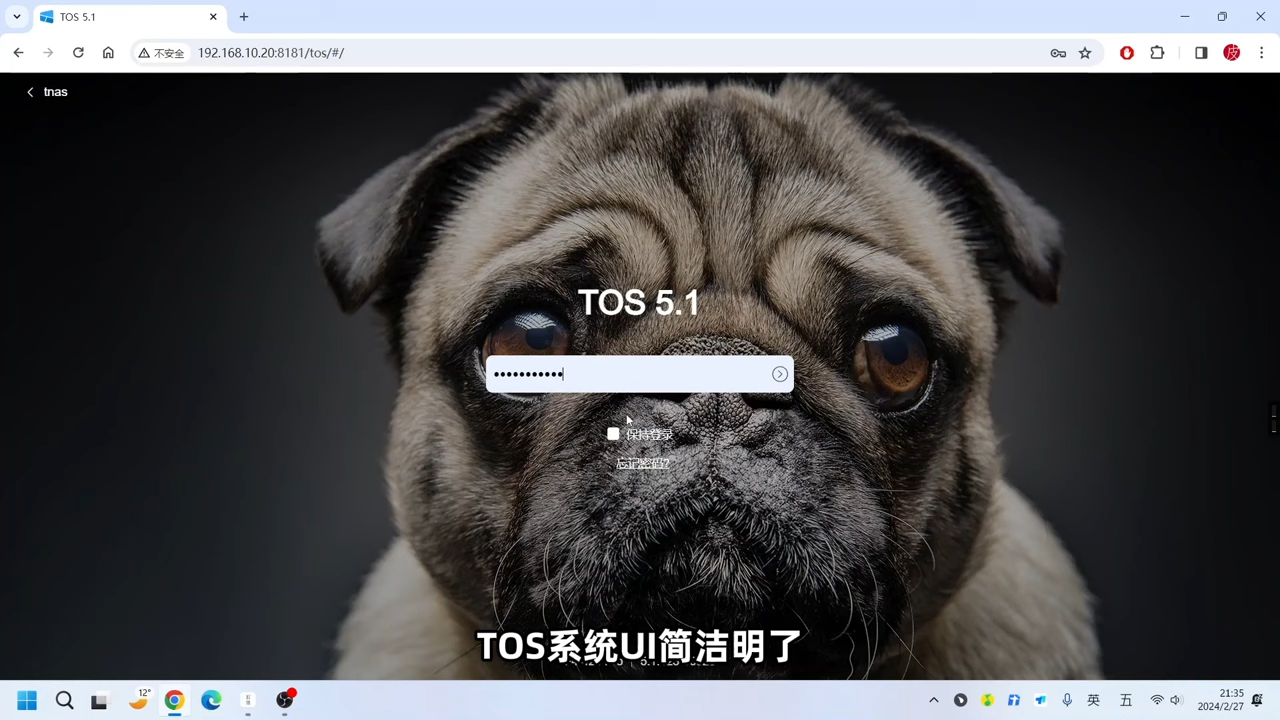 TOS 5.1
不安全
192.168.10.20:8181/tos/#/
皮
tnas
TOS 5.1
•••••••••••
保持登录
忘记密码?
TOS系统UI简洁明了
12°
英
五
21:35
2024/2/27